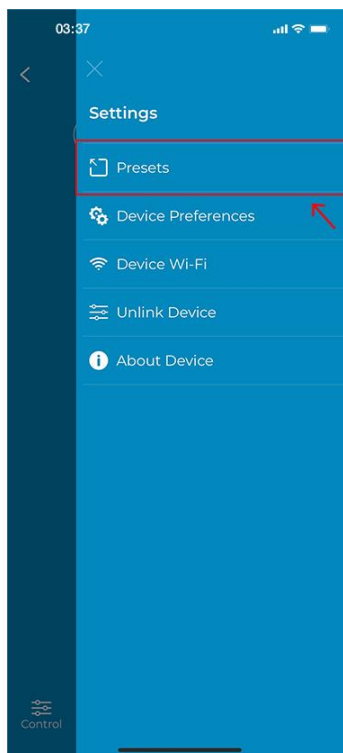 03:37
Settings
Presets
Device Preferences
Device Wi-Fi
Unlink Device
About Device
Control